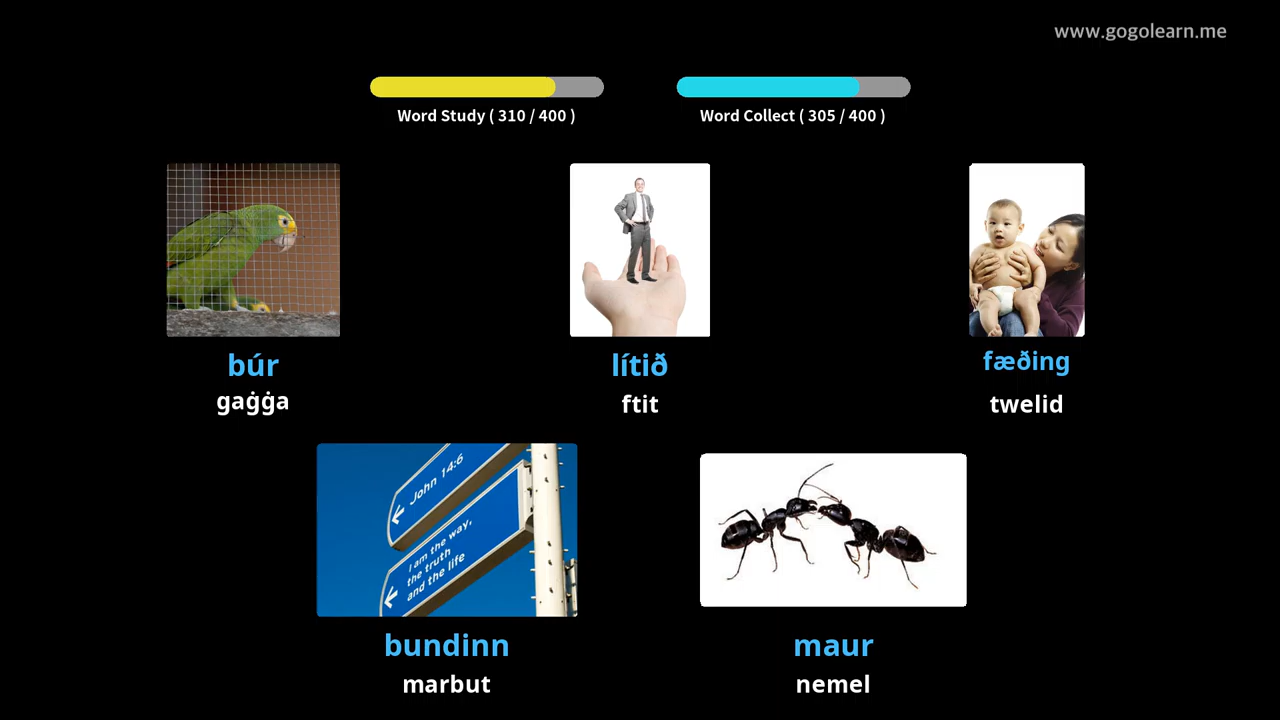 www.gogolearn.me
Word Study ( 310 / 400 )
Word Collect ( 305 / 400 )
búr
gaġġa
lítið
ftit
fæðing
twelid
John 14:6
I am the way,
the truth
and the life
bundinn
marbut
maur
nemel